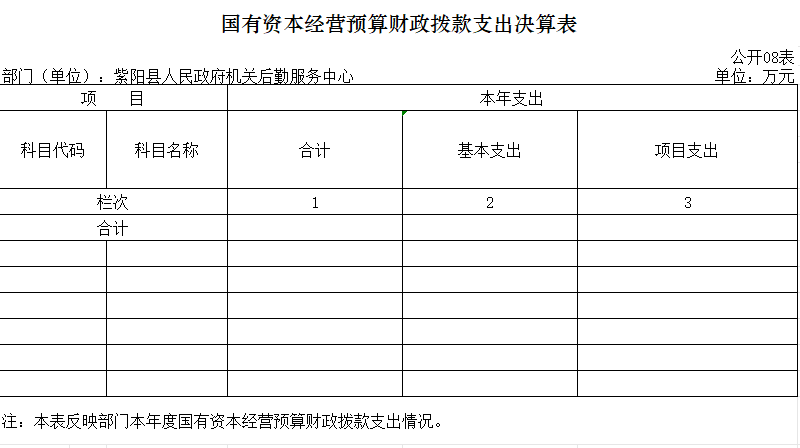 国有资本经营预算财政拨款支出决算表
公开08表
部门（单位）：紫阳县人民政府机关后勤服务中心 单位：万元
项 目 本年支出
科目代码 科目名称 合计 基本支出 项目支出
栏次 1 2 3
合计
注：本表反映部门本年度国有资本经营预算财政拨款支出情况。